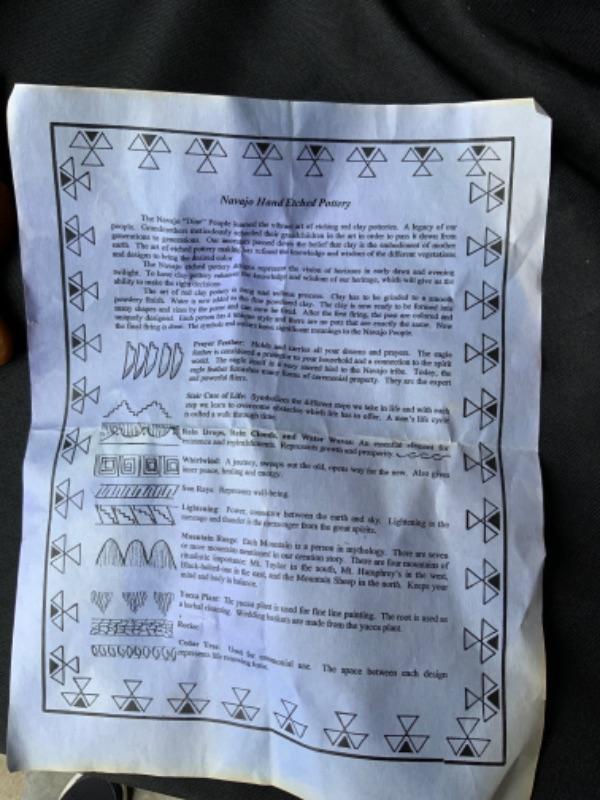 Navajo Hand Etched Pottery
The Navajo "Dine" People learned the vibrant art of etching red clay potteries. A legacy of our
people. Grandmothers meticulously their grandchildren in the art in order to pass it down from
generations to generations. Our ancestors passed down the belief that clay is the embodiment of mother
earth. The art of etching pottery making has refined the knowledge and wisdom of the different vegetations
and designs to bring the desired color.
The Navajo etched pottery designs represent the vision of horizons in early dawn and evening
twilight. To have clay pottery enhances the knowledge and wisdom of our heritage, which will give us the
ability to make the right decisions.
The art of red clay pottery is long and tedious process. Clay has to be grinded to a smooth
powdery finish. Water is now added to the fine powdered clay. The clay is now ready to be formed into
many shapes and sizes by the potter and can now be fired. After the first firing, the pots are colored and
uniquely designed. Each person has a unique style and there are no pots that are exactly the same. Now
the final firing is done. The symbols and colors have significant meanings to the Navajo People.
Prayer Feather: Holds and carries all your dreams and prayers. The eagle
feather is considered a protector to your household and a connection to the spirit
world. The eagle itself is a very sacred bird to the Navajo tribe. Today, the
eagle feather furnishes many forms of ceremonial property. They are the expert
and powerful fliers.
Stair Case of Life: Symbolizes the different steps we take in life and with each
step we learn to overcome obstacles which life has to offer. A man's life cycle
is called a walk through time.
Rain Drops, Rain Clouds, and Water Waves: An essential element for
existence and replenishments. Represents growth and prosperity.
Whirlwind: A journey, sweeps out the old, opens way for the new. Also gives
inner peace, healing and energy.
Sun Rays: Represent well-being.
Lightening: Power, connector between the earth and sky. Lightening is the
message and thunder is the messenger from the great spirits.
Mountain Range: Each Mountain is a person in mythology. There are seven
or more mountains mentioned in our creation story. There are four mountains of
ritualistic importance: Mt. Taylor in the south, Mt. Humphrey's in the west,
Black-belted-one in the east, and the Mountain Sheep in the north. Keeps your
mind and body in balance.
Yucca Plant: The yucca plant is used for fine line painting. The root is used as
a herbal cleansing. Wedding baskets are made from the yucca plant.
Rocks:
Cedar Tree: Used for ceremonial use. The space between each design
represents life renewing force.